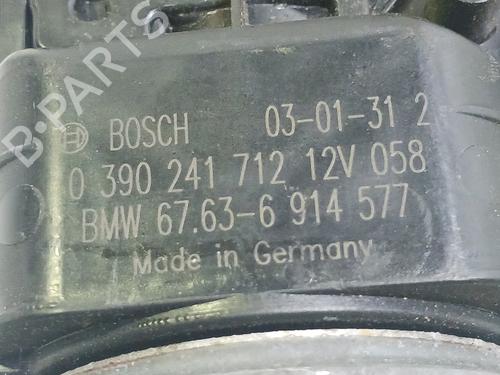 B-PARTS
BOSCH 03-01-31 2
0 390 241 712 12V 058
BMW 67.63-6 914 577
Made in Germany